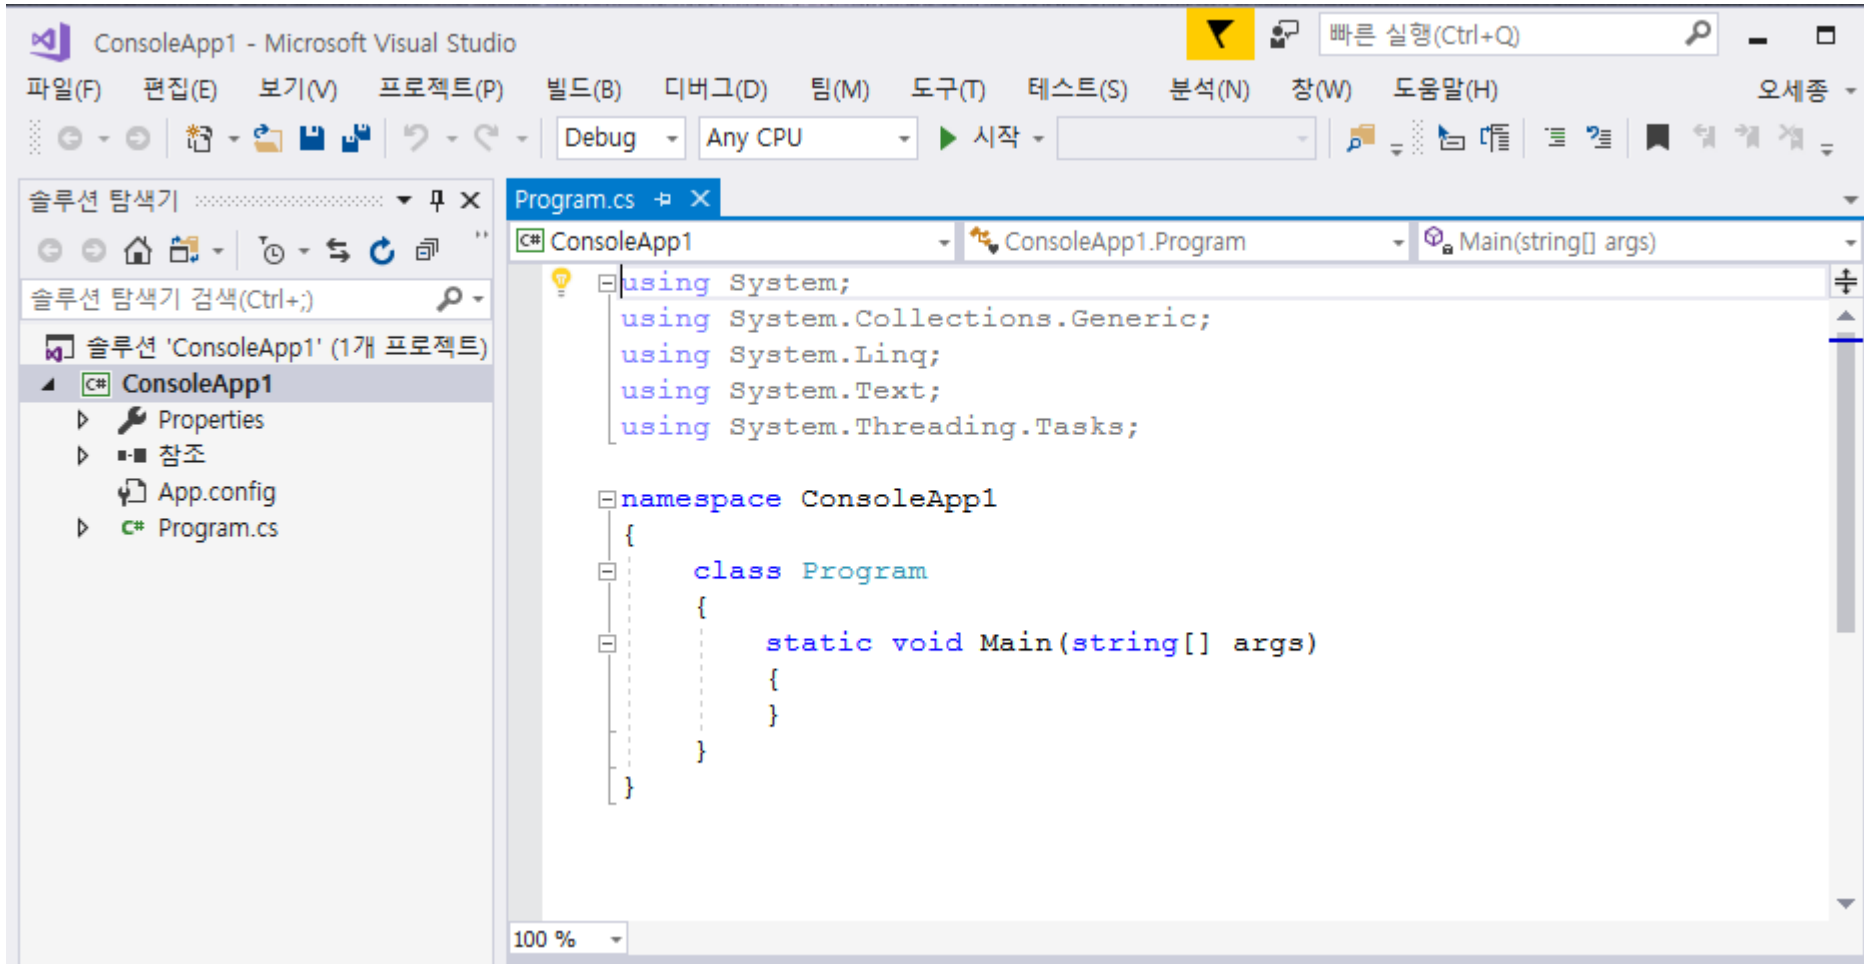 ConsoleApp1 - Microsoft Visual Studio
빠른 실행(Ctrl+Q)
파일(F) 편집(E) 보기(V) 프로젝트(P) 빌드(B) 디버그(D) 팀(M) 도구(T) 테스트(S) 분석(N) 창(W) 도움말(H) 오세종
Debug Any CPU 시작
솔루션 탐색기
솔루션 탐색기 검색(Ctrl+;)
솔루션 'ConsoleApp1' (1개 프로젝트)
C# ConsoleApp1
Properties
참조
App.config
C# Program.cs
Program.cs
C# ConsoleApp1 ConsoleApp1.Program Main(string[] args)
using System;
using System.Collections.Generic;
using System.Linq;
using System.Text;
using System.Threading.Tasks;
namespace ConsoleApp1
{
class Program
{
static void Main(string[] args)
{
}
}
}
100 %